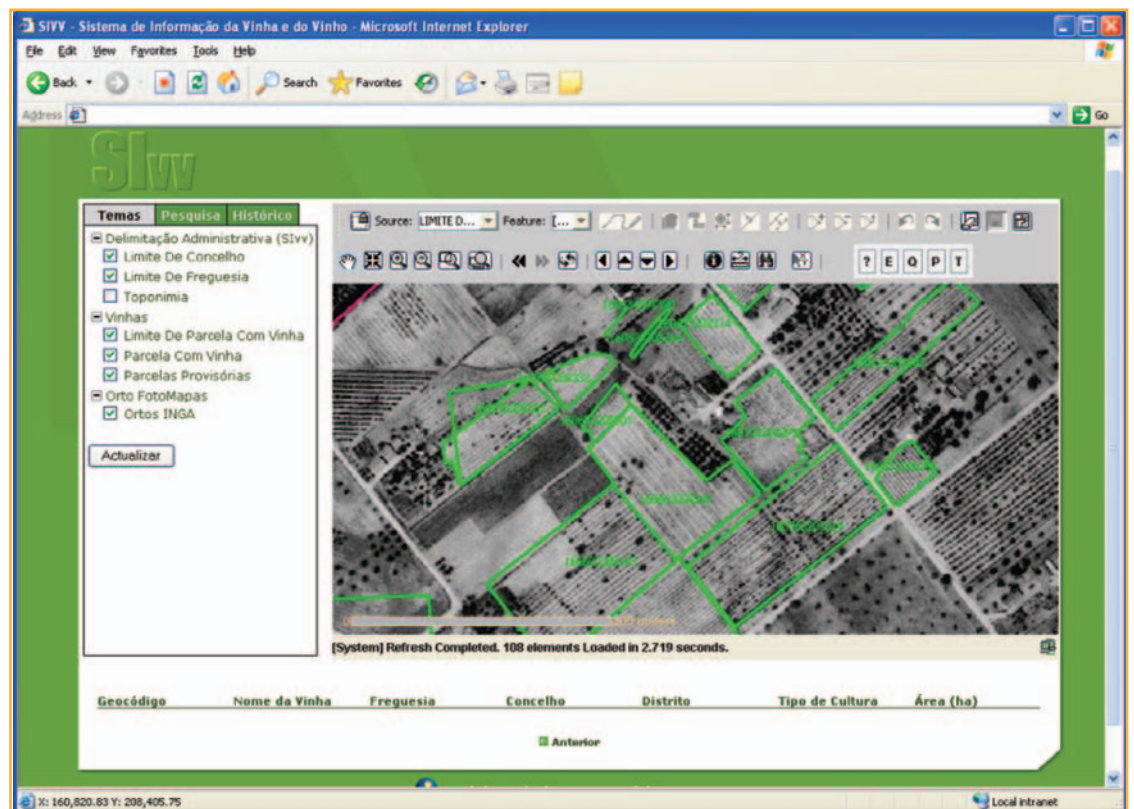 SIVV - Sistema de Informação da Vinha e do Vinho - Microsoft Internet Explorer
File Edit View Favorites Tools Help
Back Search Favorites
Address Go
SIvv
Temas Pesquisa Histórico
Source: LIMITE D... Feature: [...
Delimitação Administrativa (SIvv)
Limite De Concelho
Limite De Freguesia
Toponimia
Vinhas
Limite De Parcela Com Vinha
Parcela Com Vinha
Parcelas Provisórias
Orto FotoMapas
Ortos INGA
Actualizar
? E Q P T
[System] Refresh Completed. 108 elements Loaded in 2.719 seconds.
Geocódigo Nome da Vinha Freguesia Concelho Distrito Tipo de Cultura Área (ha)
Anterior
X: 160,820.83 Y: 208,405.75 Local intranet